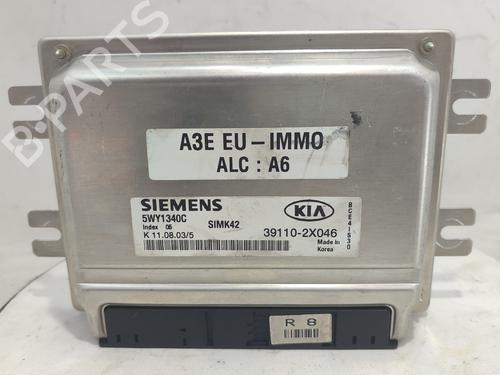 B-PARTS
A3E EU-IMMO
ALC : A6
SIEMENS
5WY1340C
Index 06 SIMK42
K 11.08.03/5
KIA
39110-2X046
Made in
Korea
BCE41S30
R 8